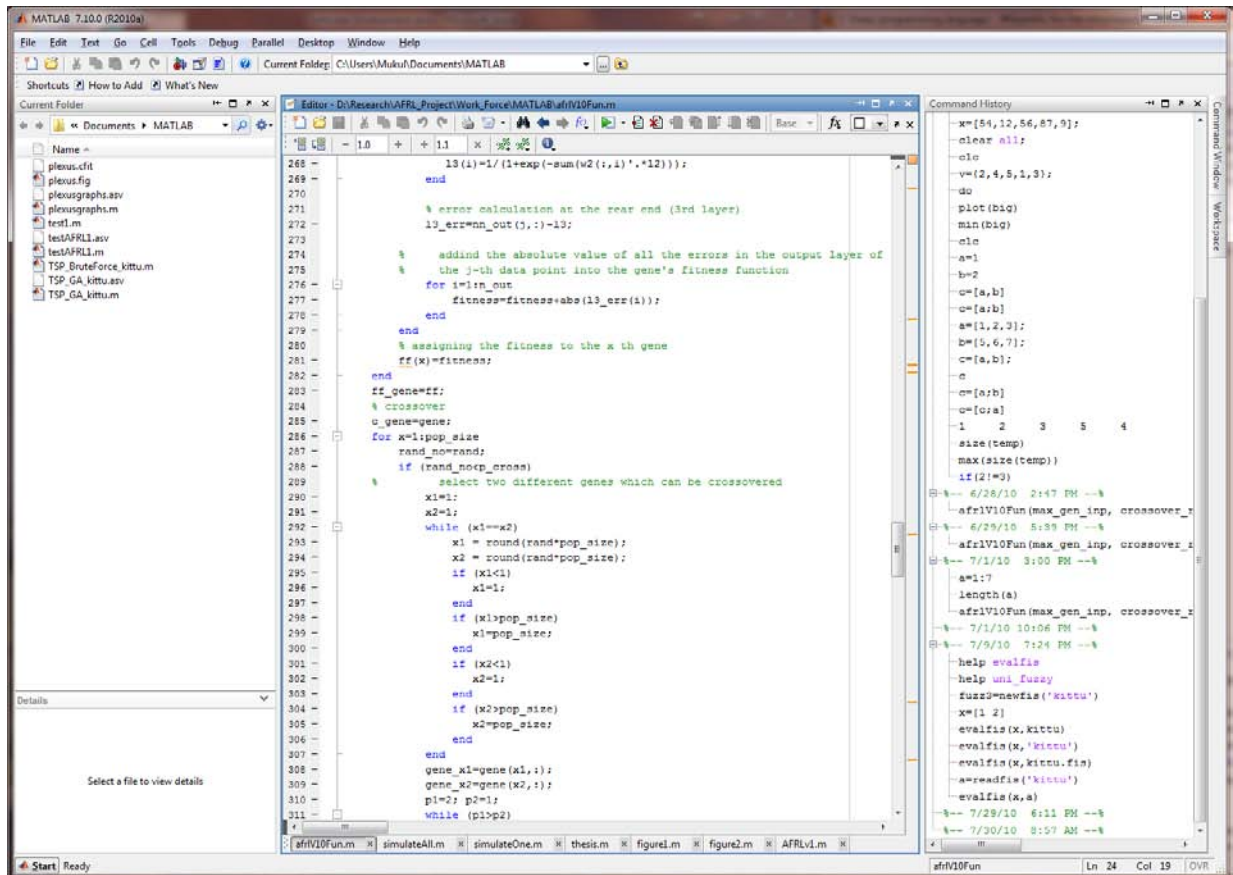 MATLAB 7.10.0 (R2010a)
File Edit Text Go Cell Tools Debug Parallel Desktop Window Help
Current Folder: C:\Users\Mukul\Documents\MATLAB
Shortcuts How to Add What's New
Current Folder
« Documents MATLAB
Name
plexus.cfit
plexus.fig
plexusgraphs.asv
plexusgraphs.m
test1.m
testAFRL1.asv
testAFRL1.m
TSP_BruteForce_kittu.m
TSP_GA_kittu.asv
TSP_GA_kittu.m
Details
Select a file to view details
Editor - D:\Research\AFRL_Project\Work_Force\MATLAB\afrlV10Fun.m
Base
fx
- 1.0 + ÷ 1.1 ×
268 - l3(i)=1/(1+exp(-sum(w2(:,i)'.*l2)));
269 - end
270
271 % error calculation at the rear end (3rd layer)
272 - l3_err=nn_out(j,:)-l3;
273
274 % addind the absolute value of all the errors in the output layer of
275 % the j-th data point into the gene's fitness function
276 - for i=1:n_out
277 - fitness=fitness+abs(l3_err(i));
278 - end
279 - end
280 % assigning the fitness to the x th gene
281 - ff(x)=fitness;
282 - end
283 - ff_gene=ff;
284 % crossover
285 - c_gene=gene;
286 - for x=1:pop_size
287 - rand_no=rand;
288 - if (rand_no<p_cross)
289 % select two different genes which can be crossovered
290 - x1=1;
291 - x2=1;
292 - while (x1==x2)
293 - x1 = round(rand*pop_size);
294 - x2 = round(rand*pop_size);
295 - if (x1<1)
296 - x1=1;
297 - end
298 - if (x1>pop_size)
299 - x1=pop_size;
300 - end
301 - if (x2<1)
302 - x2=1;
303 - end
304 - if (x2>pop_size)
305 - x2=pop_size;
306 - end
307 - end
308 - gene_x1=gene(x1,:);
309 - gene_x2=gene(x2,:);
310 - p1=2; p2=1;
311 - while (p1>p2)
afrlV10Fun.m simulateAll.m simulateOne.m thesis.m figure1.m figure2.m AFRLv1.m
Command History
x=[54,12,56,87,9];
clear all;
clc
v={2,4,5,1,3};
do
plot(big)
min(big)
clc
a=1
b=2
c=[a,b]
c=[a;b]
a=[1,2,3];
b=[5,6,7];
c=[a,b];
c
c=[a;b]
c=[c;a]
1 2 3 5 4
size(temp)
max(size(temp))
if(2!=3)
%-- 6/28/10 2:47 PM --%
afrlV10Fun(max_gen_inp, crossover_r
%-- 6/29/10 5:39 PM --%
afrlV10Fun(max_gen_inp, crossover_r
%-- 7/1/10 3:00 PM --%
a=1:7
length(a)
afrlV10Fun(max_gen_inp, crossover_r
%-- 7/1/10 10:06 PM --%
%-- 7/9/10 7:24 PM --%
help evalfis
help uni_fuzzy
fuzz3=newfis('kittu')
x=[1 2]
evalfis(x,kittu)
evalfis(x,'kittu')
evalfis(x,kittu.fis)
a=readfis('kittu')
evalfis(x,a)
%-- 7/29/10 6:11 PM --%
%-- 7/30/10 8:57 AM --%
Command Window
Workspace
Start Ready
afrlV10Fun Ln 24 Col 19 OVR